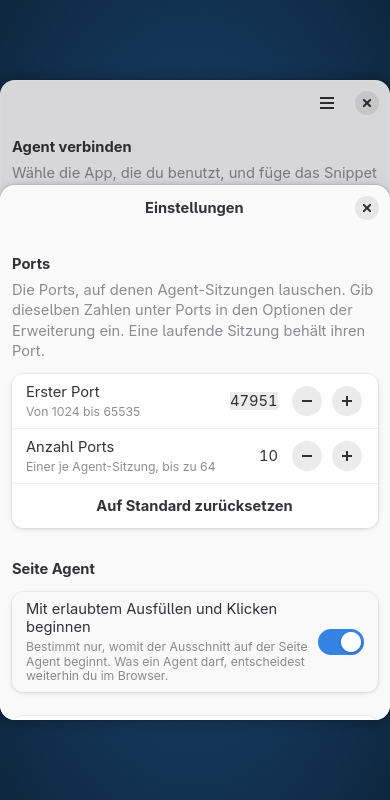 Agent verbinden
Wähle die App, die du benutzt, und füge das Snippet
Einstellungen
Ports
Die Ports, auf denen Agent-Sitzungen lauschen. Gib
dieselben Zahlen unter Ports in den Optionen der
Erweiterung ein. Eine laufende Sitzung behält ihren
Port.
Erster Port
Von 1024 bis 65535
47951
Anzahl Ports
Einer je Agent-Sitzung, bis zu 64
10
Auf Standard zurücksetzen
Seite Agent
Mit erlaubtem Ausfüllen und Klicken
beginnen
Bestimmt nur, womit der Ausschnitt auf der Seite
Agent beginnt. Was ein Agent darf, entscheidest
weiterhin du im Browser.